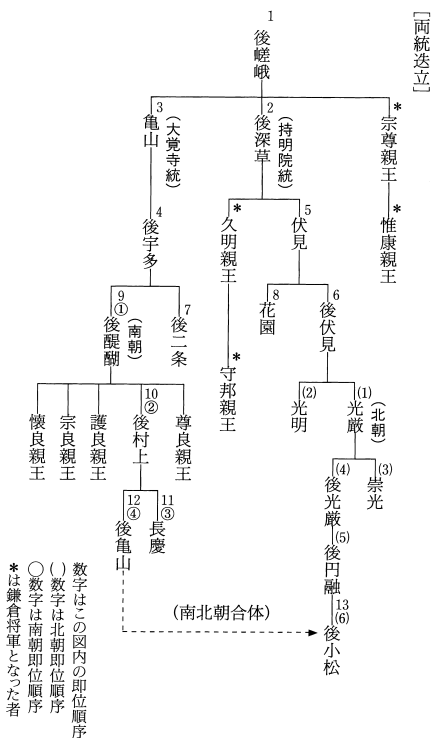 ［両統迭立］
1
後嵯峨
＊
宗尊親王
＊
惟康親王
2
後深草
（持明院統）
3
亀山
（大覚寺統）
5
伏見
＊
久明親王
＊
守邦親王
4
後宇多
6
後伏見
8
花園
7
後二条
9
①
後醍醐
（南朝）
(1)
光厳
（北朝）
(2)
光明
尊良親王
10
②
後村上
護良親王
宗良親王
懐良親王
(3)
崇光
(4)
後光厳
(5)
後円融
13
(6)
後小松
11
③
長慶
12
④
後亀山
（南北朝合体）
数字はこの図内の即位順序
( )数字は北朝即位順序
○数字は南朝即位順序
＊は鎌倉将軍となった者